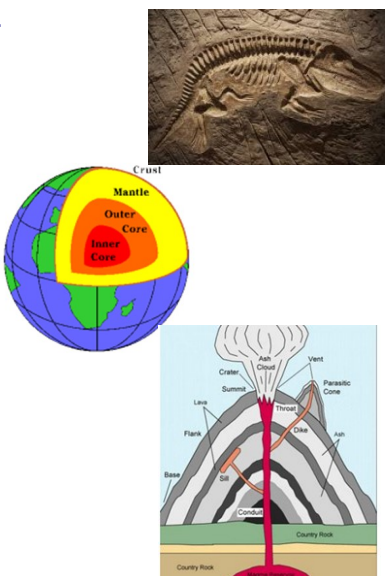 Crust
Mantle
Outer
Core
Inner
Core
Ash
Cloud
Vent
Crater
Summit
Parasitic
Cone
Lava
Throat
Flank
Dike
Ash
Sill
Base
Conduit
Country Rock
Country Rock